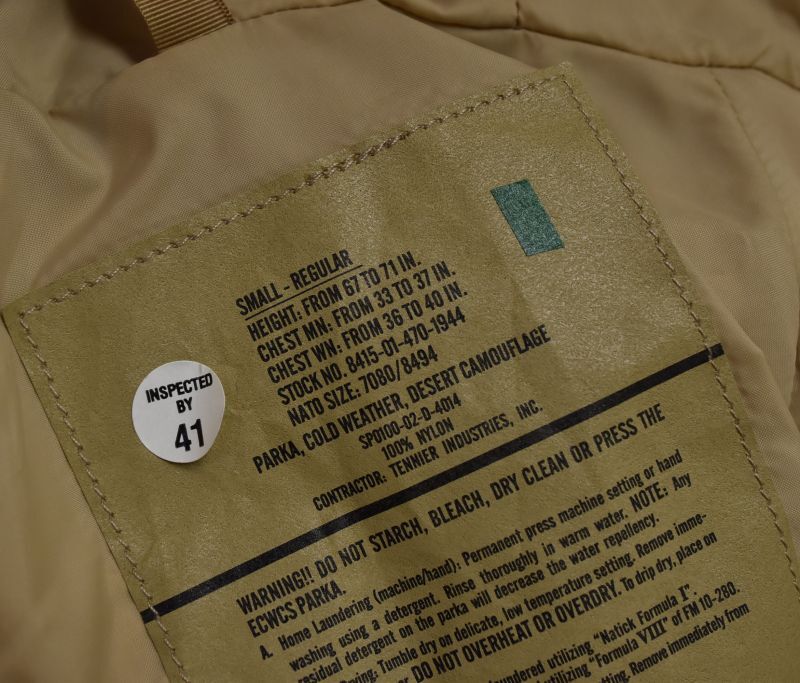 SMALL - REGULAR
HEIGHT: FROM 67 TO 71 IN.
CHEST MN: FROM 33 TO 37 IN.
CHEST WN: FROM 36 TO 40 IN.
STOCK NO. 8415-01-470-1944
NATO SIZE: 7080/8494
PARKA, COLD WEATHER, DESERT CAMOUFLAGE
SPO100-02-D-4014
100% NYLON
CONTRACTOR: TENNIER INDUSTRIES, INC.
INSPECTED
BY
41
WARNING!! DO NOT STARCH, BLEACH, DRY CLEAN OR PRESS THE
ECWCS PARKA.
A. Home Laundering (machine/hand): Permanent press machine setting or hand
washing using a detergent. Rinse thoroughly in warm water. NOTE: Any
residual detergent on the parka will decrease the water repellency.
Drying: Tumble dry on delicate, low temperature setting. Remove imme-
DO NOT OVERHEAT OR OVERDRY. To drip dry, place on
utilizing "Natick Formula I".
utilizing "Formula VIII" of FM 10-280.
setting. Remove immediately from